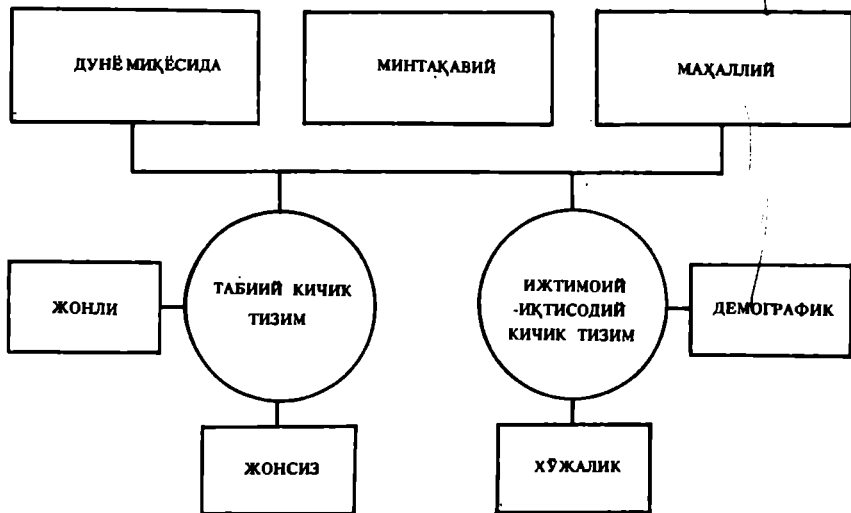 ДУНЁ МИҚЁСИДА
МИНТАҚАВИЙ
МАҲАЛЛИЙ
ЖОНЛИ
ТАБИИЙ КИЧИК
ТИЗИМ
ИЖТИМОИЙ
-ИҚТИСОДИЙ
КИЧИК ТИЗИМ
ДЕМОГРАФИК
ЖОНСИЗ
ХЎЖАЛИК